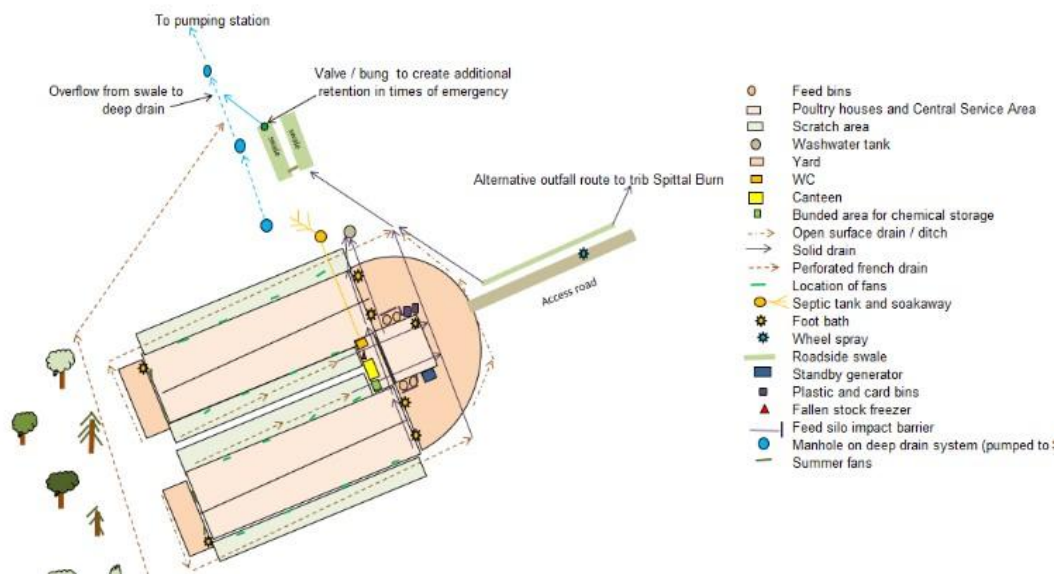 To pumping station
Overflow from swale to
deep drain
Valve / bung to create additional
retention in times of emergency
swale
swale
Alternative outfall route to trib Spittal Burn
Access road
Feed bins
Poultry houses and Central Service Area
Scratch area
Washwater tank
Yard
WC
Canteen
Bunded area for chemical storage
Open surface drain / ditch
Solid drain
Perforated french drain
Location of fans
Septic tank and soakaway
Foot bath
Wheel spray
Roadside swale
Standby generator
Plastic and card bins
Fallen stock freezer
Feed silo impact barrier
Manhole on deep drain system (pumped to
Summer fans